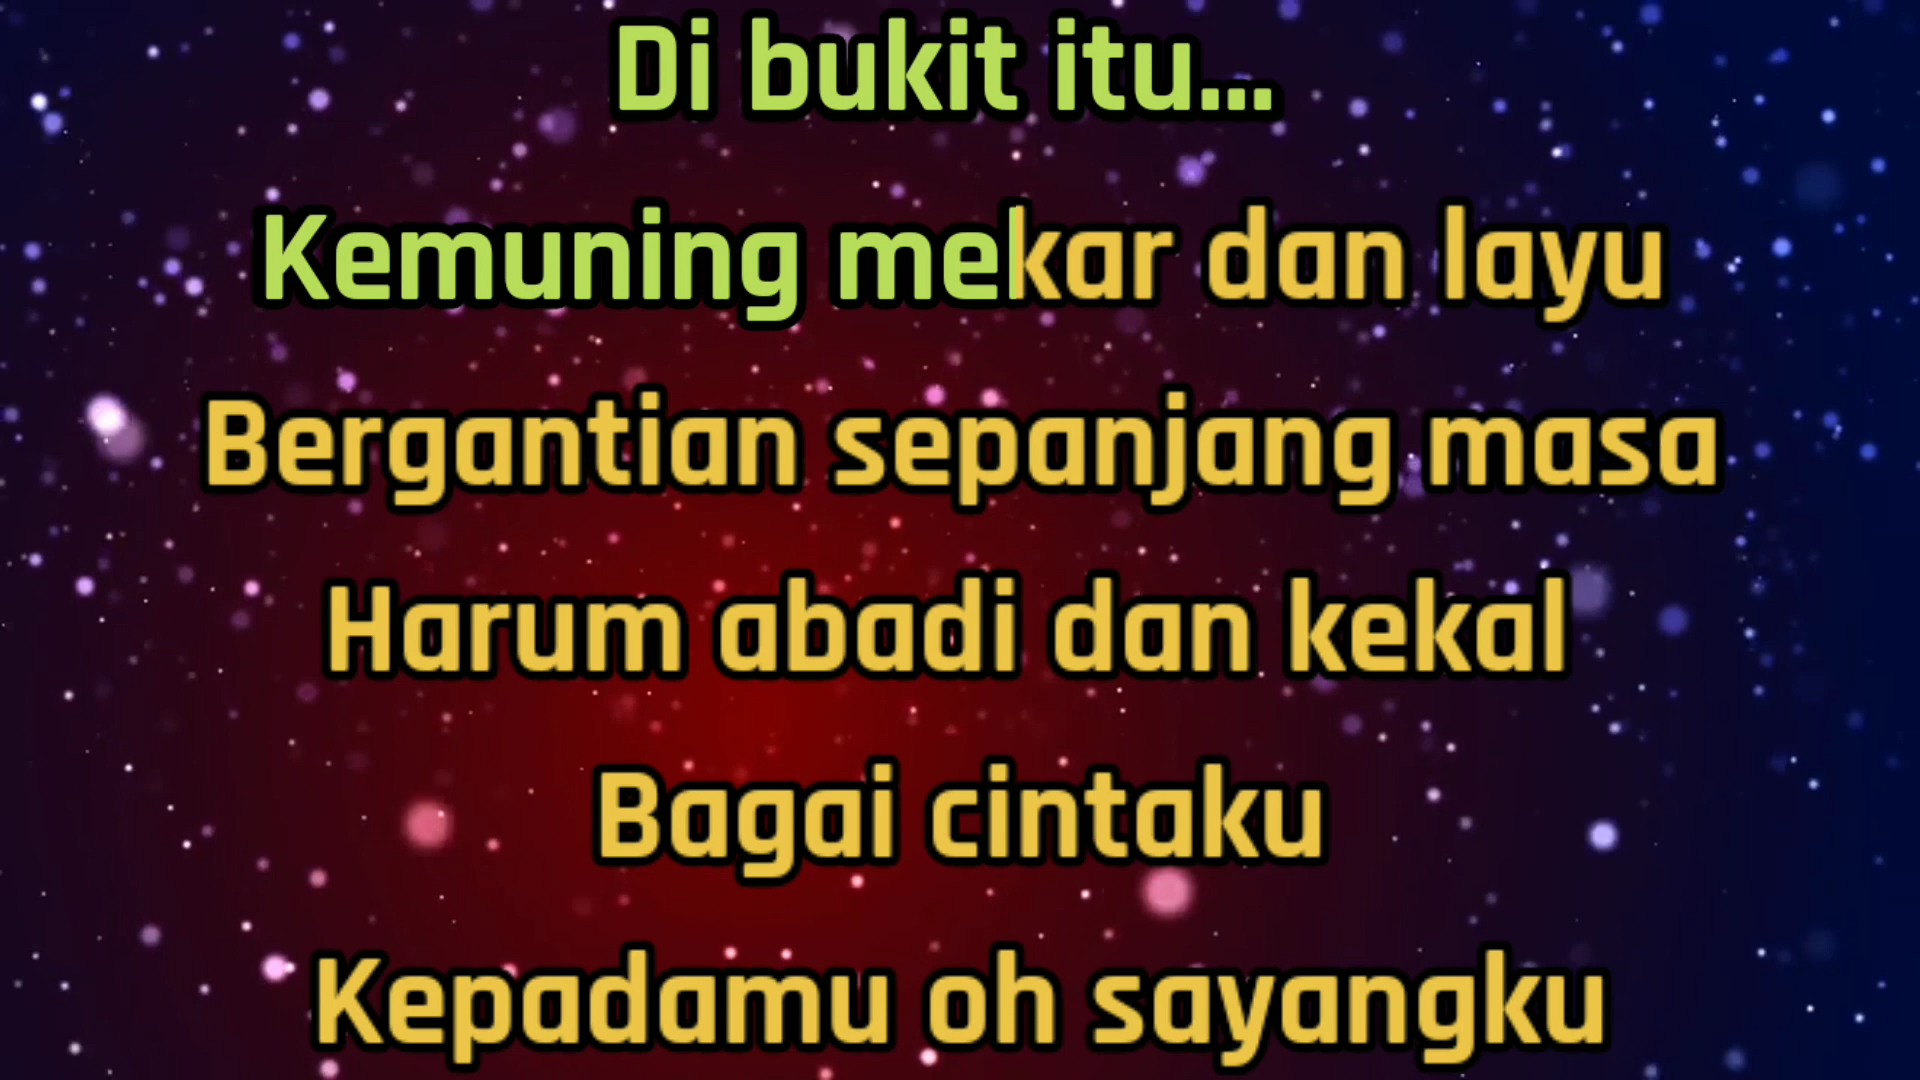 Di bukit itu...
Kemuning mekar dan layu
Bergantian sepanjang masa
Harum abadi dan kekal
Bagai cintaku
Kepadamu oh sayangku